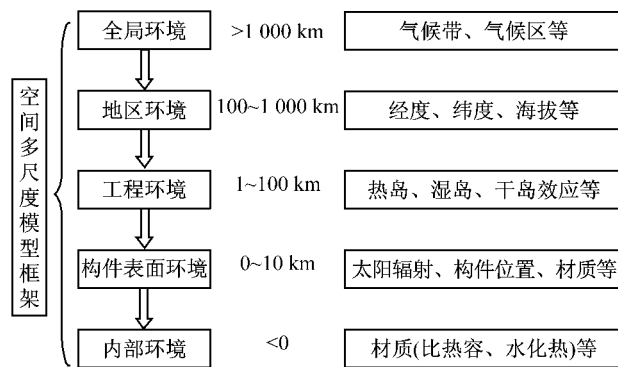 空间多尺度模型框架
全局环境 >1 000 km 气候带、气候区等
地区环境 100~1 000 km 经度、纬度、海拔等
工程环境 1~100 km 热岛、湿岛、干岛效应等
构件表面环境 0~10 km 太阳辐射、构件位置、材质等
内部环境 <0 材质(比热容、水化热)等